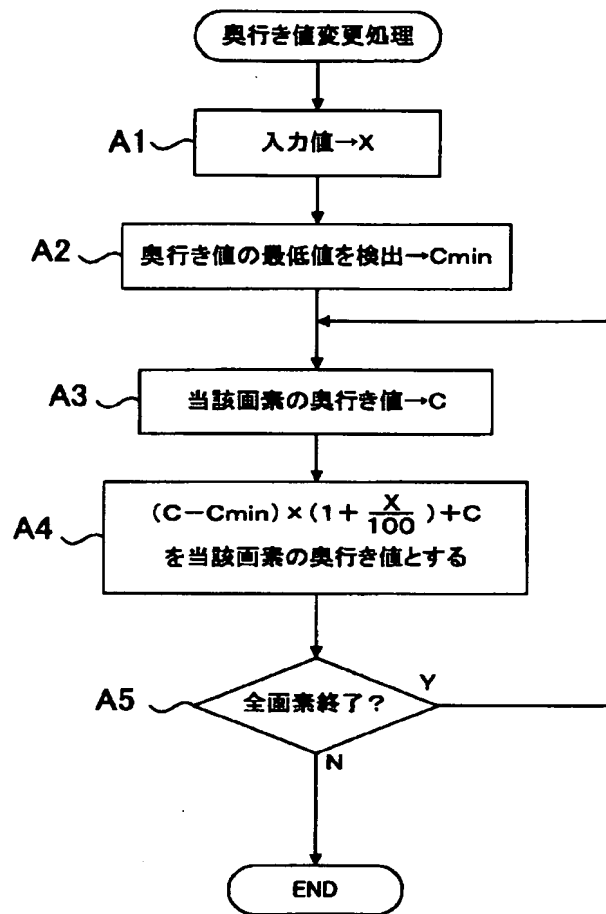 奥行き値変更処理
A1
入力値→X
A2
奥行き値の最低値を検出→Cmin
A3
当該画素の奥行き値→C
A4
(C－Cmin)×(1＋X/100)＋C
を当該画素の奥行き値とする
A5
全画素終了？
Y
N
END